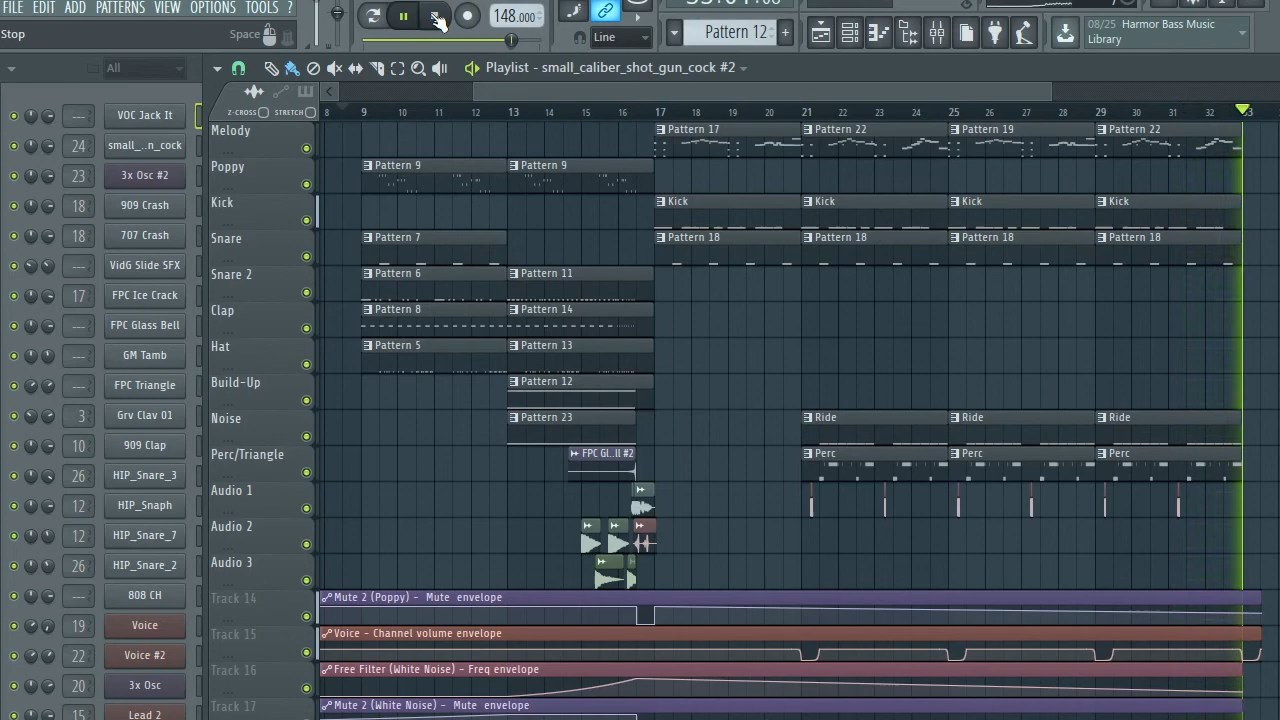 FILE EDIT ADD PATTERNS VIEW OPTIONS TOOLS ?
Stop
Space
148.000
Line
Pattern 12
08/25 Harmor Bass Music
Library
All
Playlist - small_caliber_shot_gun_cock #2
Z-CROSS STRETCH
8 9 10 11 12 13 14 15 16 17 18 19 20 21 22 23 24 25 26 27 28 29 30 31 32 33
VOC Jack It
24 small_..n_cock
23 3x Osc #2
18 909 Crash
18 707 Crash
VidG Slide SFX
17 FPC Ice Crack
FPC Glass Bell
GM Tamb
FPC Triangle
3 Grv Clav 01
10 909 Clap
26 HIP_Snare_3
12 HIP_Snaph
12 HIP_Snare_7
26 HIP_Snare_2
808 CH
19 Voice
22 Voice #2
20 3x Osc
15 Lead 2
Melody
Pattern 17 Pattern 22 Pattern 19 Pattern 22
Poppy
Pattern 9 Pattern 9
Kick
Kick Kick Kick Kick
Snare
Pattern 7 Pattern 18 Pattern 18 Pattern 18 Pattern 18
Snare 2
Pattern 6 Pattern 11
Clap
Pattern 8 Pattern 14
Hat
Pattern 5 Pattern 13
Build-Up
Pattern 12
Noise
Pattern 23 Ride Ride Ride
Perc/Triangle
FPC Gl..ll #2 Perc Perc Perc
Audio 1
Audio 2
Audio 3
Track 14
Mute 2 (Poppy) - Mute envelope
Track 15
Voice - Channel volume envelope
Track 16
Free Filter (White Noise) - Freq envelope
Track 17
Mute 2 (White Noise) - Mute envelope